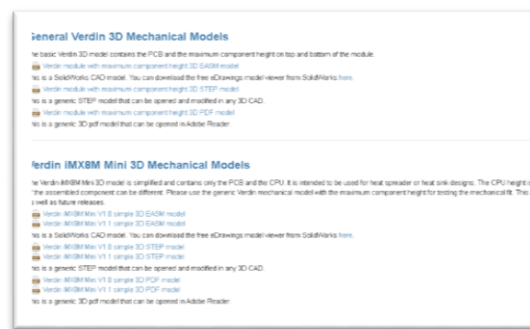 General Verdin 3D Mechanical Models
he basic Verdin 3D model contains the PCB and the maximum component height on top and bottom of the module.
Verdin module with maximum component height 3D EASM model
his is a SolidWorks CAD model. You can download the free eDrawings model viewer from SolidWorks here.
Verdin module with maximum component height 3D STEP model
his is a generic STEP model that can be opened and modified in any 3D CAD.
Verdin module with maximum component height 3D PDF model
his is a generic 3D pdf model that can be opened in Adobe Reader
Verdin iMX8M Mini 3D Mechanical Models
he Verdin iMX8M Mini 3D model is simplified and contains only the PCB and the CPU. It is intended to be used for heat spreader or heat sink designs. The CPU height
the assembled component can be different. Please use the generic Verdin mechanical model with the maximum component height for testing the mechanical fit. This
well as future releases.
Verdin iMX8M Mini V1.0 simple 3D EASM model
Verdin iMX8M Mini V1.1 simple 3D EASM model
his is a SolidWorks CAD model. You can download the free eDrawings model viewer from SolidWorks here.
Verdin iMX8M Mini V1.0 simple 3D STEP model
Verdin iMX8M Mini V1.1 simple 3D STEP model
his is a generic STEP model that can be opened and modified in any 3D CAD.
Verdin iMX8M Mini V1.0 simple 3D PDF model
Verdin iMX8M Mini V1.1 simple 3D PDF model
his is a generic 3D pdf model that can be opened in Adobe Reader